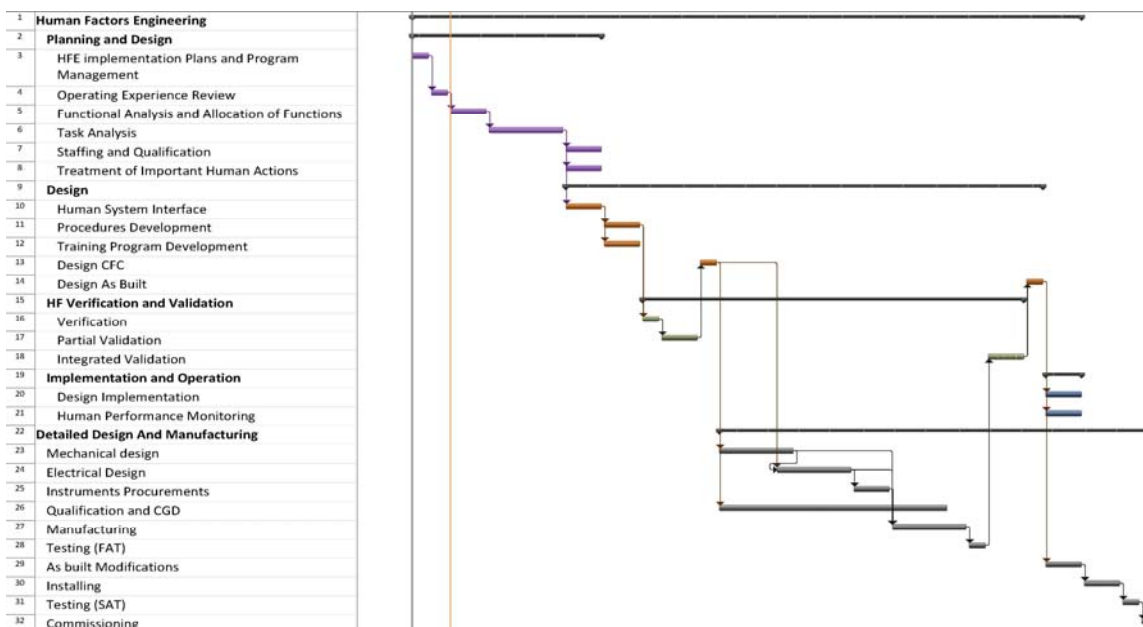 1 Human Factors Engineering
2 Planning and Design
3 HFE implementation Plans and Program
Management
4 Operating Experience Review
5 Functional Analysis and Allocation of Functions
6 Task Analysis
7 Staffing and Qualification
8 Treatment of Important Human Actions
9 Design
10 Human System Interface
11 Procedures Development
12 Training Program Development
13 Design CFC
14 Design As Built
15 HF Verification and Validation
16 Verification
17 Partial Validation
18 Integrated Validation
19 Implementation and Operation
20 Design Implementation
21 Human Performance Monitoring
22 Detailed Design And Manufacturing
23 Mechanical design
24 Electrical Design
25 Instruments Procurements
26 Qualification and CGD
27 Manufacturing
28 Testing (FAT)
29 As built Modifications
30 Installing
31 Testing (SAT)
32 Commissioning